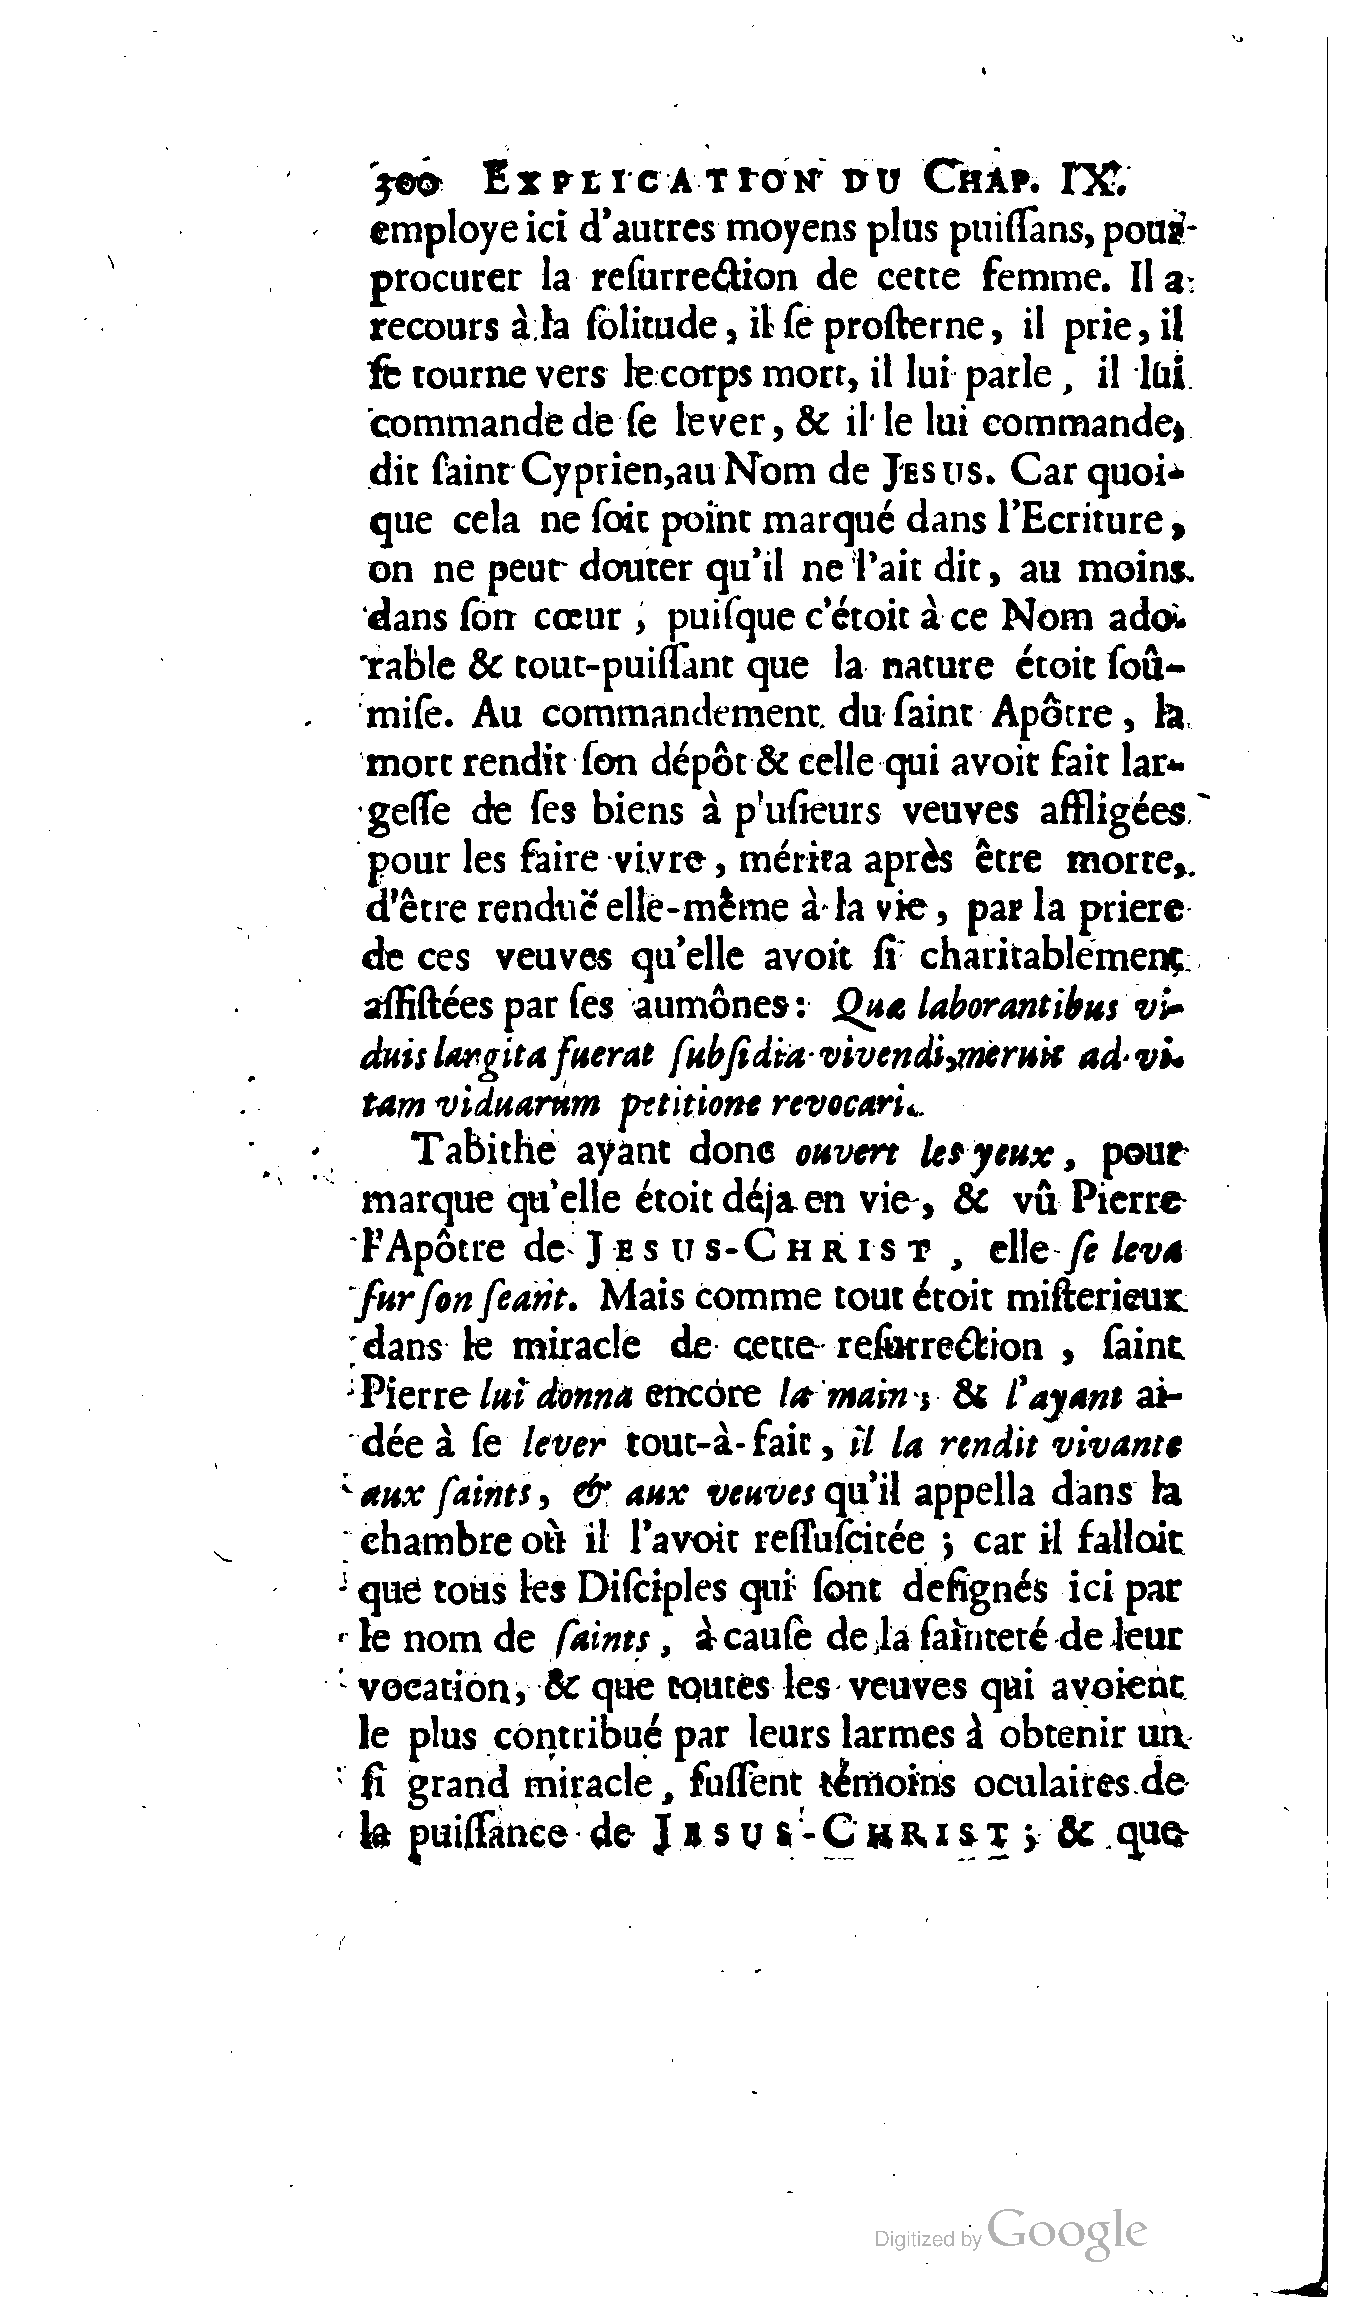 300 EXPLICATION DU CHAP. IX.
employe ici d'autres moyens plus puiſſans, pour
procurer la reſurrection de cette femme. Il a
recours à la ſolitude, il ſe proſterne, il prie, il
ſe tourne vers le corps mort, il lui parle, il lui
commande de ſe lever, & il le lui commande,
dit ſaint Cyprien, au Nom de JESUS. Car quoi-
que cela ne ſoit point marqué dans l'Ecriture,
on ne peut douter qu'il ne l'ait dit, au moins
dans ſon cœur, puiſque c'étoit à ce Nom ado-
rable & tout-puiſſant que la nature étoit ſoû-
miſe. Au commandement du ſaint Apôtre, la
mort rendit ſon dépôt & celle qui avoit fait lar-
geſſe de ſes biens à pluſieurs veuves affligées
pour les faire vivre, mérita après être morte,
d'être renduë elle-même à la vie, par la priere
de ces veuves qu'elle avoit ſi charitablement
aſſiſtées par ſes aumônes: Quæ laborantibus vi-
duis largita fuerat ſubſidia vivendi, meruit ad vi-
tam viduarum petitione revocari.
Tabithe ayant donc ouvert les yeux, pour
marque qu'elle étoit déja en vie, & vû Pierre
l'Apôtre de JESUS-CHRIST, elle ſe leva
ſur ſon ſeant. Mais comme tout étoit miſterieux
dans le miracle de cette reſurrection, ſaint
Pierre lui donna encore la main; & l'ayant ai-
dée à ſe lever tout-à-fait, il la rendit vivante
aux ſaints, & aux veuves qu'il appella dans la
chambre où il l'avoit reſſuſcitée; car il falloit
que tous les Diſciples qui ſont deſignés ici par
le nom de ſaints, à cauſe de la ſainteté de leur
vocation, & que toutes les veuves qui avoient
le plus contribué par leurs larmes à obtenir un
ſi grand miracle, fuſſent témoins oculaires de
la puiſſance de JESUS-CHRIST; & que
Digitized by Google